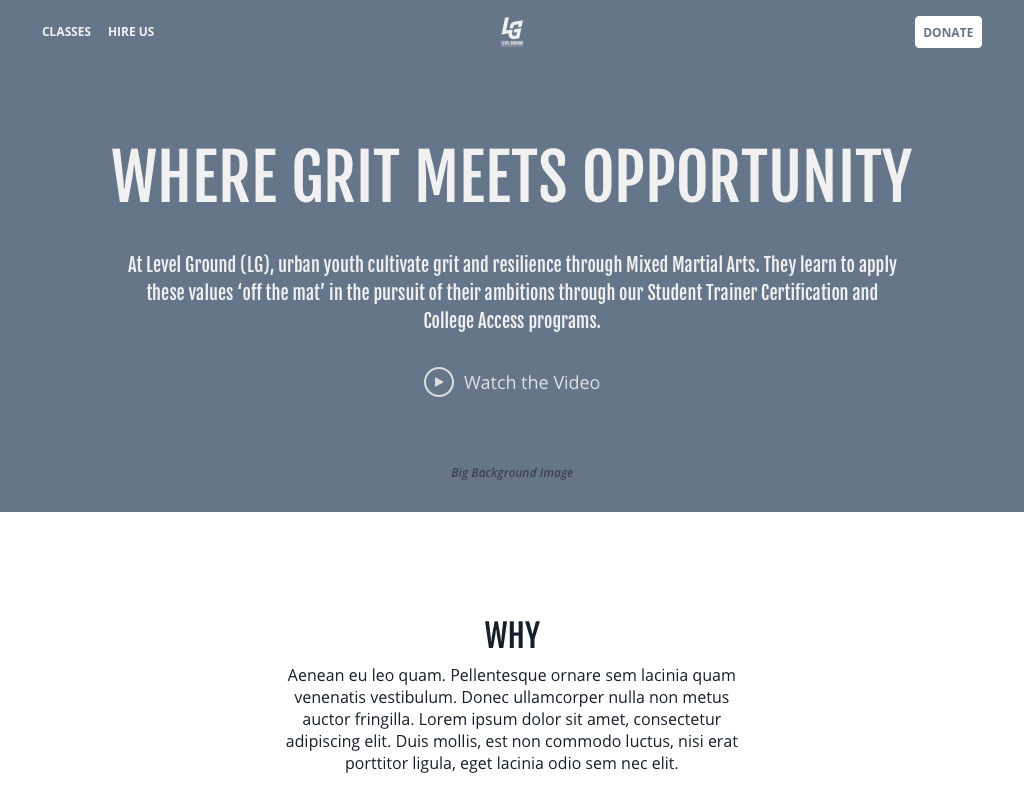 CLASSES HIRE US
LG
LEVEL GROUND
DONATE
WHERE GRIT MEETS OPPORTUNITY
At Level Ground (LG), urban youth cultivate grit and resilience through Mixed Martial Arts. They learn to apply
these values ‘off the mat’ in the pursuit of their ambitions through our Student Trainer Certification and
College Access programs.
Watch the Video
Big Background Image
WHY
Aenean eu leo quam. Pellentesque ornare sem lacinia quam
venenatis vestibulum. Donec ullamcorper nulla non metus
auctor fringilla. Lorem ipsum dolor sit amet, consectetur
adipiscing elit. Duis mollis, est non commodo luctus, nisi erat
porttitor ligula, eget lacinia odio sem nec elit.